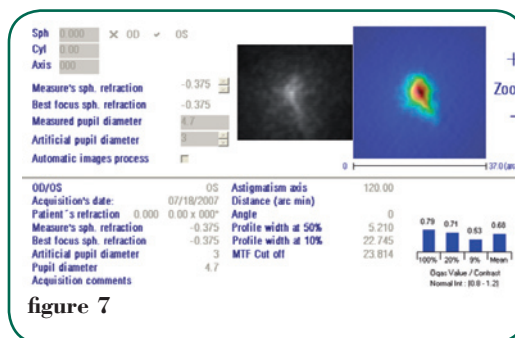 Sph 0.000 OD OS
Cyl 0.00
Axis 000
Measure's sph. refraction -0.375
Best focus sph. refraction -0.375
Measured pupil diameter 4.7
Artificial pupil diameter 3
Automatic images process
Zoo
0 37.0 (arc
OD/OS OS
Acquisition's date: 07/18/2007
Patient´s refraction 0.000 0.00 x 000°
Measure's sph. refraction -0.375
Best focus sph. refraction -0.375
Artificial pupil diameter 3
Pupil diameter 4.7
Acquisition comments
Astigmatism axis 120.00
Distance (arc min)
Angle 0
Profile width at 50% 5.210
Profile width at 10% 22.745
MTF Cut off 23.814
0.79 0.71 0.53 0.68
100% 20% 9% Mean
Oqas Value / Contrast
Normal Int : (0.8 - 1.2)
figure 7